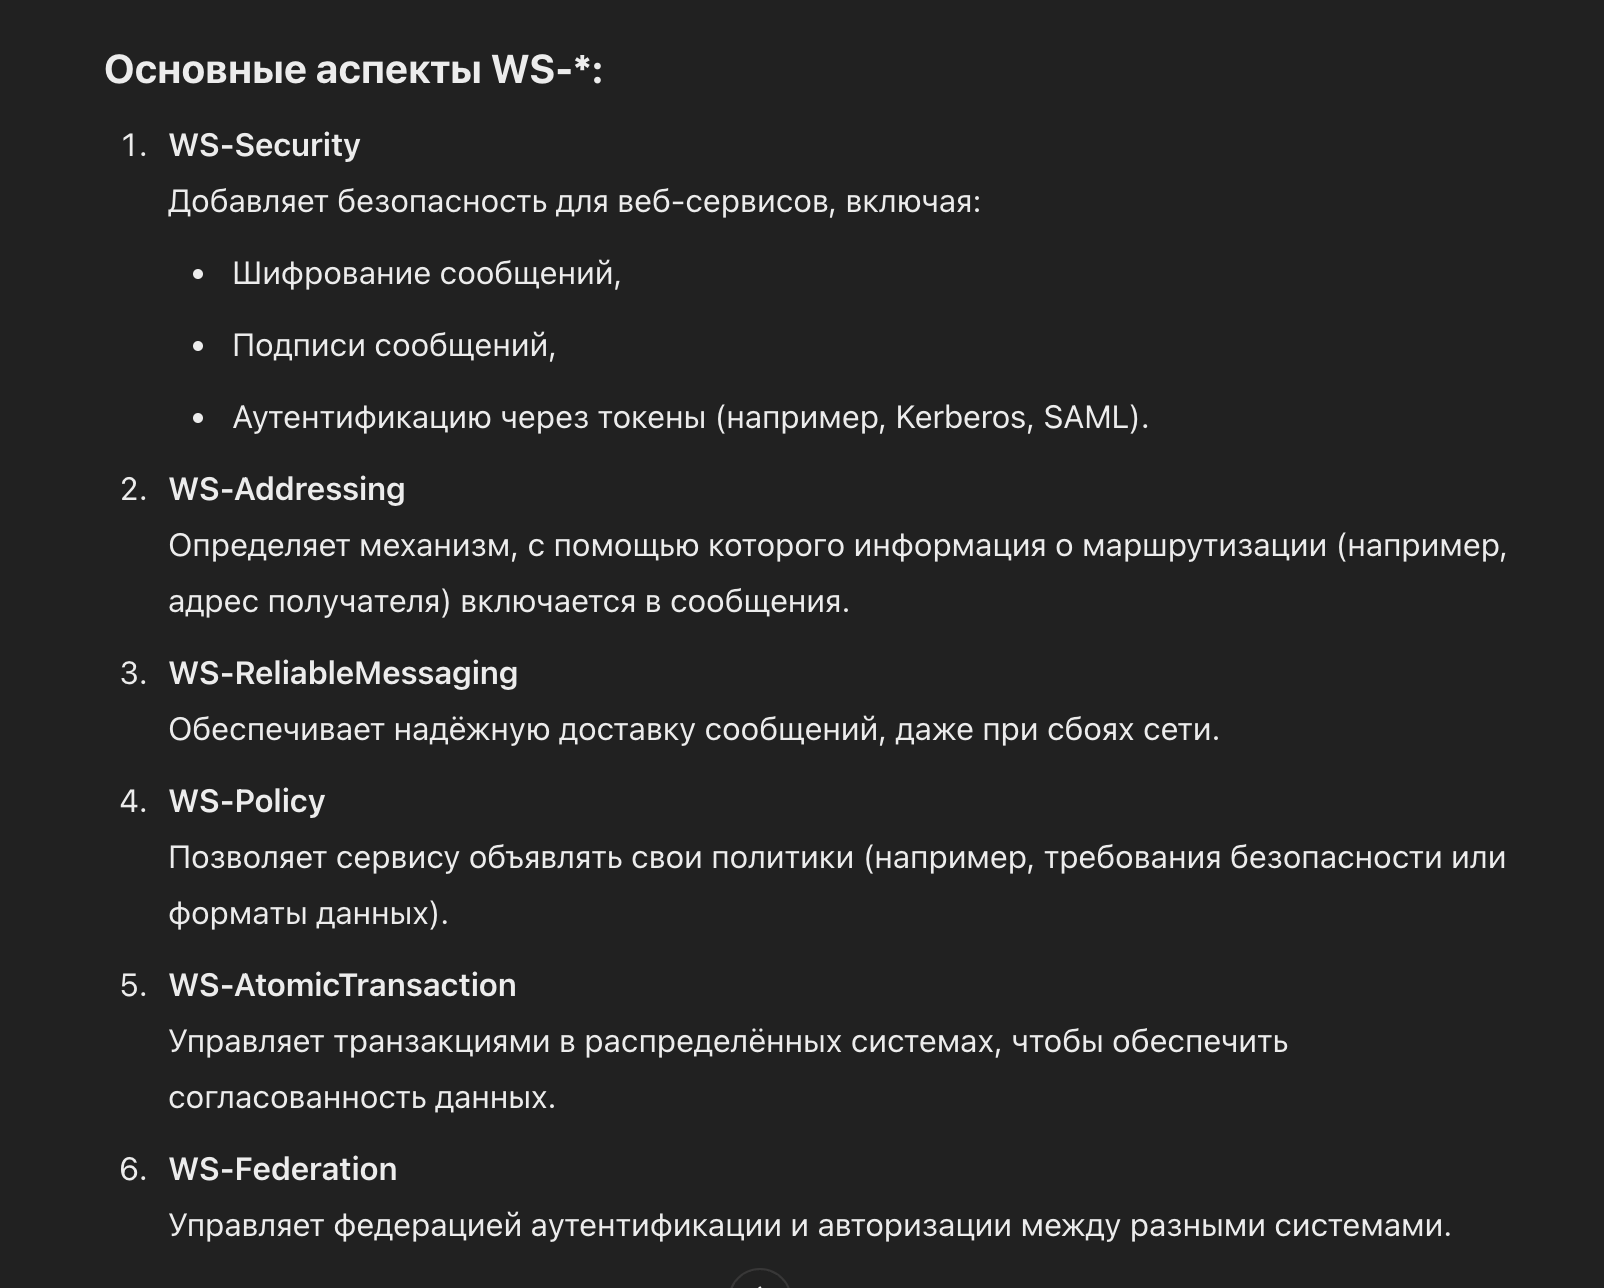 Основные аспекты WS-*:
1. WS-Security
Добавляет безопасность для веб-сервисов, включая:
• Шифрование сообщений,
• Подписи сообщений,
• Аутентификацию через токены (например, Kerberos, SAML).
2. WS-Addressing
Определяет механизм, с помощью которого информация о маршрутизации (например,
адрес получателя) включается в сообщения.
3. WS-ReliableMessaging
Обеспечивает надёжную доставку сообщений, даже при сбоях сети.
4. WS-Policy
Позволяет сервису объявлять свои политики (например, требования безопасности или
форматы данных).
5. WS-AtomicTransaction
Управляет транзакциями в распределённых системах, чтобы обеспечить
согласованность данных.
6. WS-Federation
Управляет федерацией аутентификации и авторизации между разными системами.